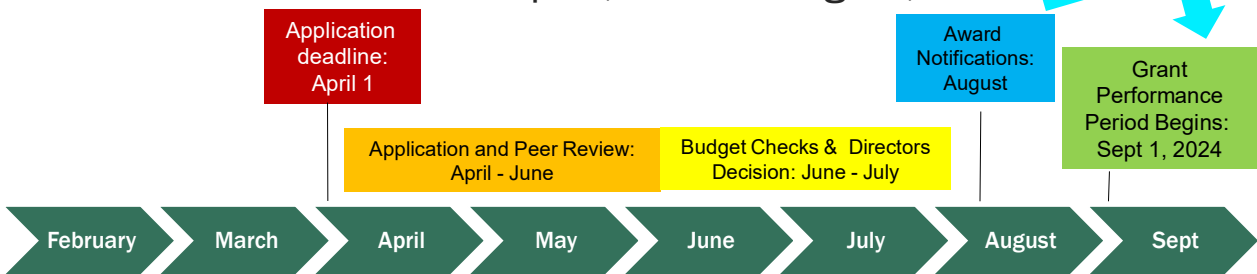 Application
deadline:
April 1
Award
Notifications:
August
Grant
Performance
Period Begins:
Sept 1, 2024
Application and Peer Review:
April - June
Budget Checks & Directors
Decision: June - July
February
March
April
May
June
July
August
Sept